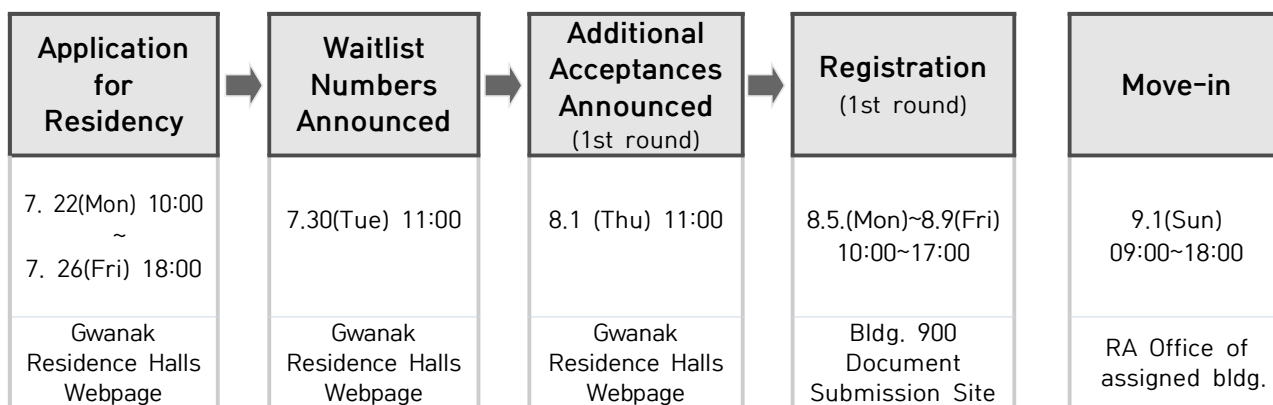 Application
for
Residency
Waitlist
Numbers
Announced
Additional
Acceptances
Announced
(1st round)
Registration
(1st round)
Move-in
7. 22(Mon) 10:00
~
7. 26(Fri) 18:00
7.30(Tue) 11:00
8.1 (Thu) 11:00
8.5.(Mon)~8.9(Fri)
10:00~17:00
9.1(Sun)
09:00~18:00
Gwanak
Residence Halls
Webpage
Gwanak
Residence Halls
Webpage
Gwanak
Residence Halls
Webpage
Bldg. 900
Document
Submission Site
RA Office of
assigned bldg.